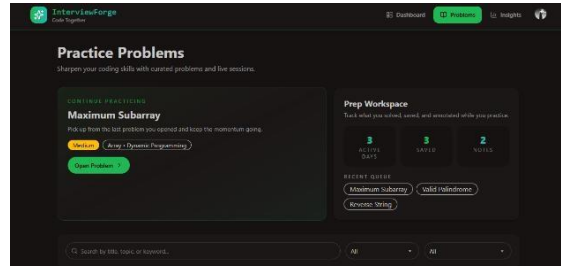 InterviewForge
Code Together
Dashboard
Problems
Insights
Practice Problems
Sharpen your coding skills with curated problems and live sessions.
CONTINUE PRACTICING
Maximum Subarray
Pick up from the last problem you opened and keep the momentum going.
Medium
Array • Dynamic Programming
Open Problem
Prep Workspace
Track what you solved, saved, and annotated while you practice.
3
ACTIVE
DAYS
3
SAVED
2
NOTES
RECENT QUEUE
Maximum Subarray
Valid Palindrome
Reverse String
Search by title, topic, or keyword...
All
All